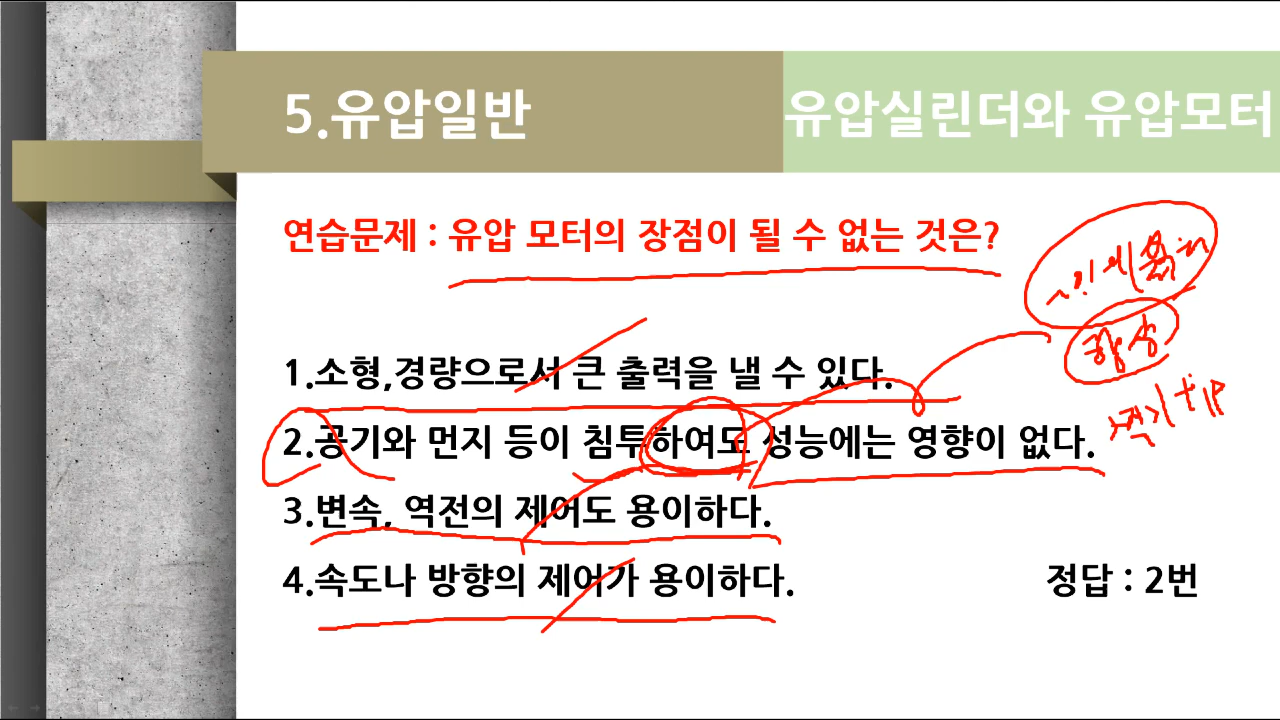 5.유압일반
유압실린더와 유압모터
연습문제 : 유압 모터의 장점이 될 수 없는 것은?
1.소형,경량으로서 큰 출력을 낼 수 있다.
2.공기와 먼지 등이 침투하여도 성능에는 영향이 없다.
3.변속, 역전의 제어도 용이하다.
4.속도나 방향의 제어가 용이하다.
정답 : 2번
항상